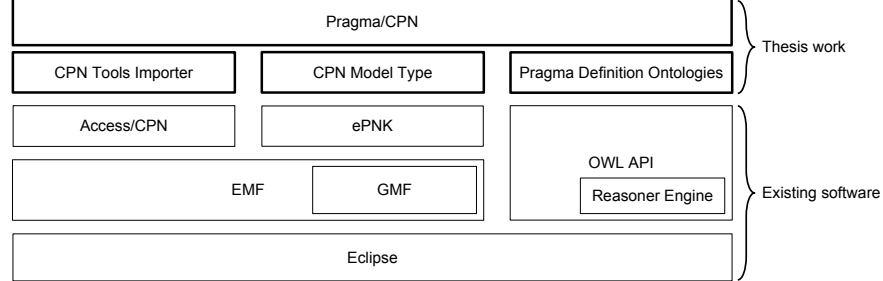 Pragma/CPN
Thesis work
CPN Tools Importer
CPN Model Type
Pragma Definition Ontologies
Access/CPN
ePNK
OWL API
EMF
GMF
Reasoner Engine
Existing software
Eclipse